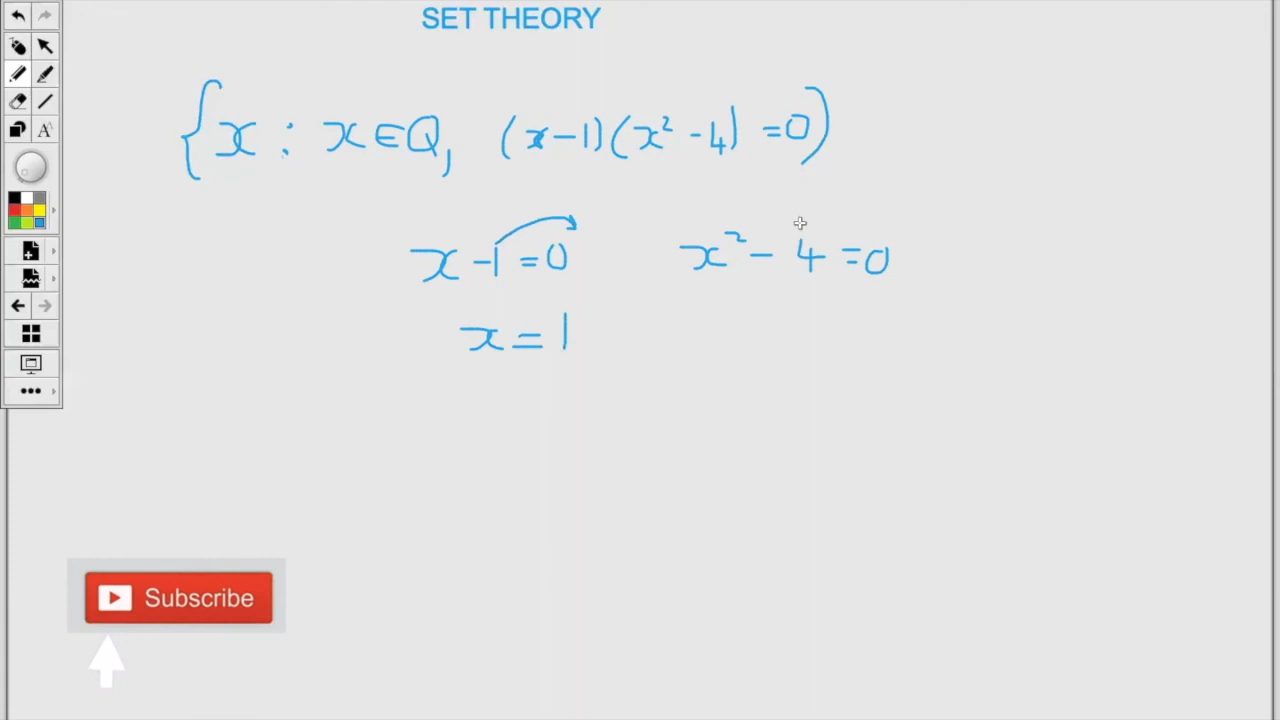 SET THEORY
{x : x ∈ Q, (x-1)(x² - 4) = 0)
x - 1 = 0 x² - 4 = 0
x = 1
Subscribe